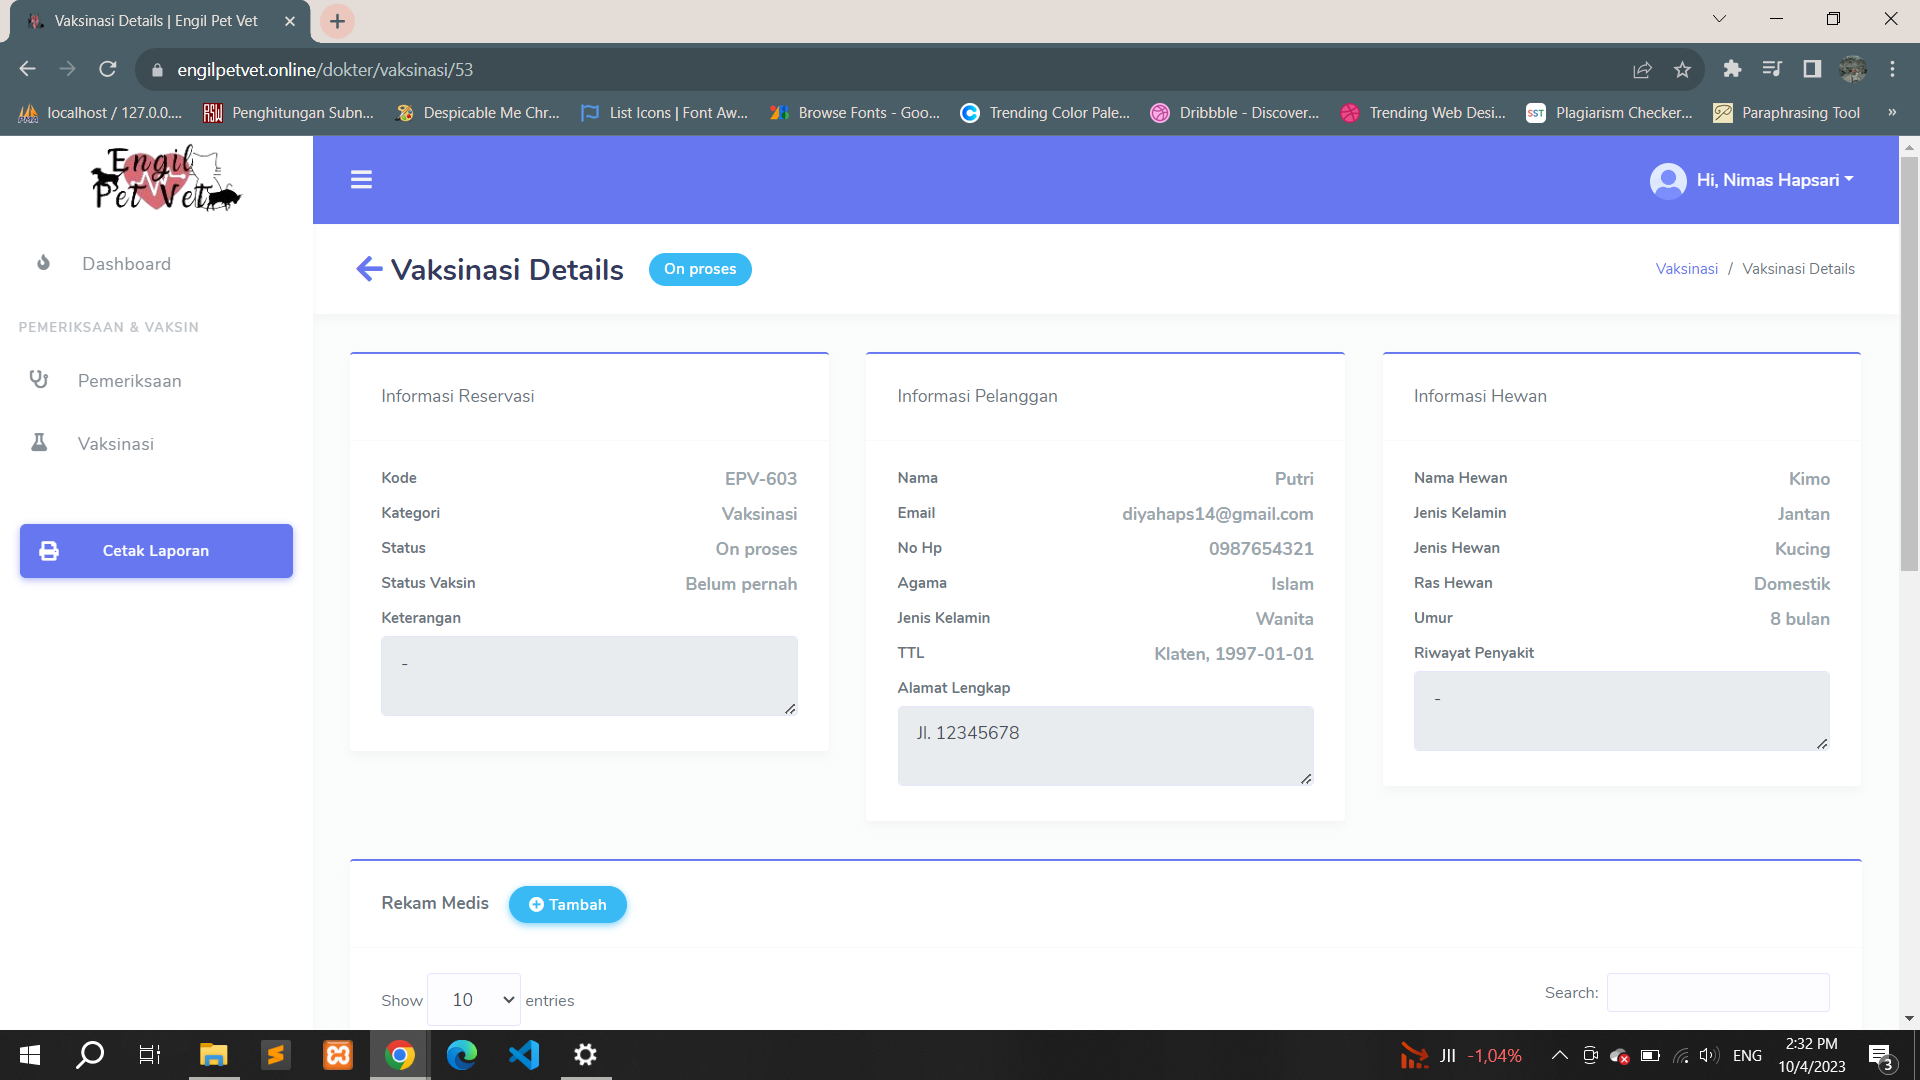 Vaksinasi Details | Engil Pet Vet
engilpetvet.online/dokter/vaksinasi/53
localhost / 127.0.0....
RSW
Penghitungan Subn...
Despicable Me Chr...
List Icons | Font Aw...
Browse Fonts - Goo...
Trending Color Pale...
Dribbble - Discover...
Trending Web Desi...
SST
Plagiarism Checker...
Paraphrasing Tool
»
Engil
Pet Vet
Hi, Nimas Hapsari
Dashboard
PEMERIKSAAN & VAKSIN
Pemeriksaan
Vaksinasi
Cetak Laporan
Vaksinasi Details
On proses
Vaksinasi / Vaksinasi Details
Informasi Reservasi
Kode EPV-603
Kategori Vaksinasi
Status On proses
Status Vaksin Belum pernah
Keterangan
-
Informasi Pelanggan
Nama Putri
Email diyahaps14@gmail.com
No Hp 0987654321
Agama Islam
Jenis Kelamin Wanita
TTL Klaten, 1997-01-01
Alamat Lengkap
Jl. 12345678
Informasi Hewan
Nama Hewan Kimo
Jenis Kelamin Jantan
Jenis Hewan Kucing
Ras Hewan Domestik
Umur 8 bulan
Riwayat Penyakit
-
Rekam Medis
Tambah
Show 10 entries
Search:
JII -1,04%
ENG
2:32 PM
10/4/2023
3